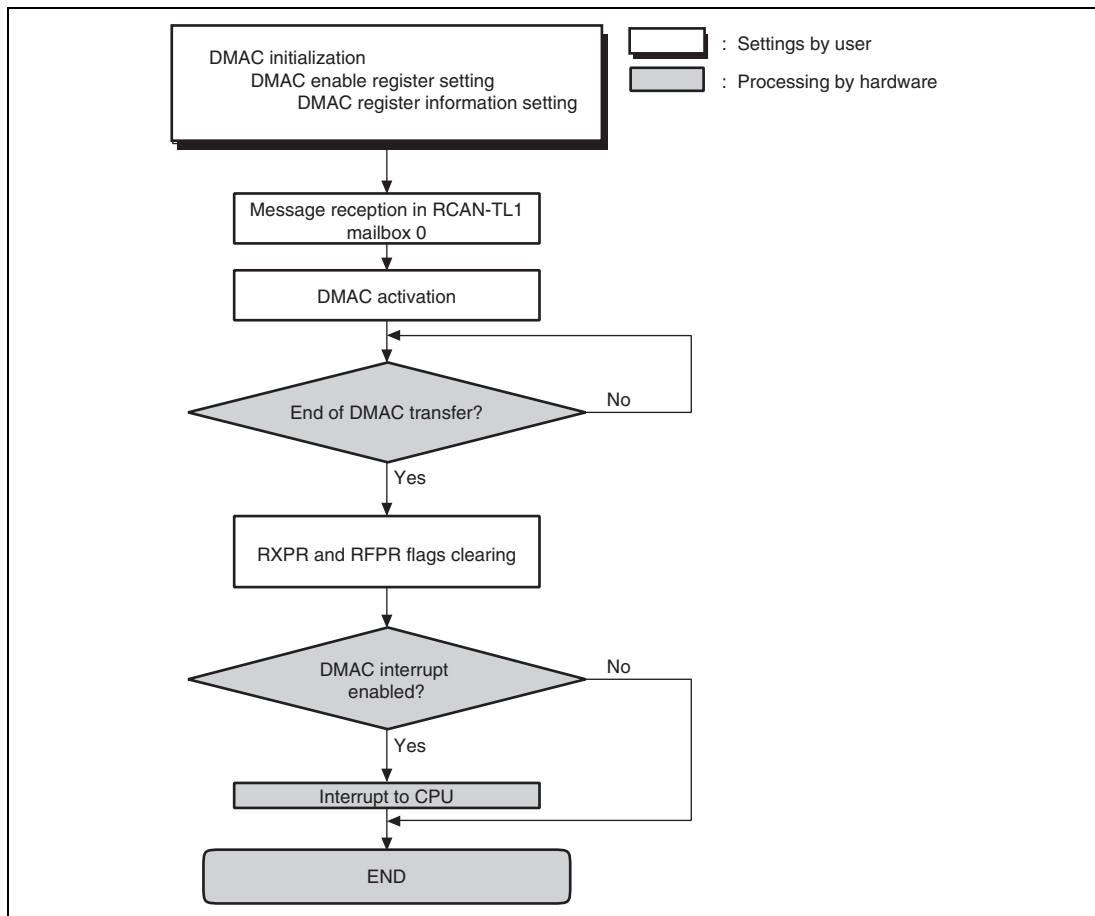 DMAC initialization
DMAC enable register setting
DMAC register information setting
: Settings by user
: Processing by hardware
Message reception in RCAN-TL1
mailbox 0
DMAC activation
End of DMAC transfer?
No
Yes
RXPR and RFPR flags clearing
DMAC interrupt
enabled?
No
Yes
Interrupt to CPU
END